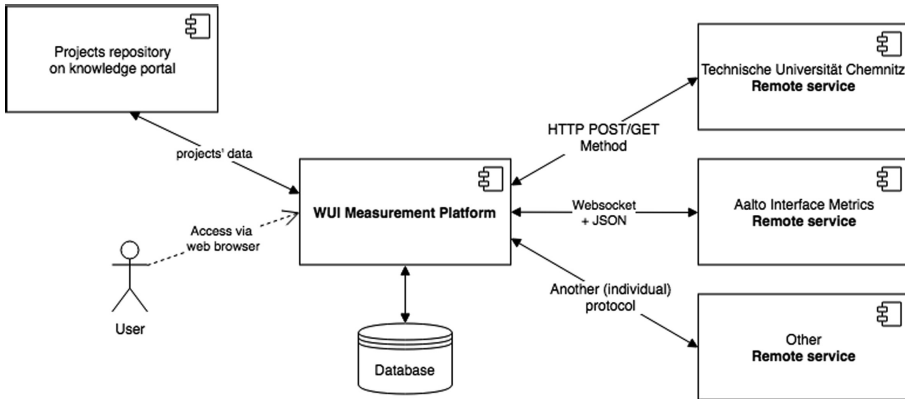 Projects repository
on knowledge portal
Technische Universität Chemnitz
Remote service
HTTP POST/GET
Method
projects' data
WUI Measurement Platform
Websocket
+ JSON
Aalto Interface Metrics
Remote service
Access via
web browser
User
Another (individual)
protocol
Other
Remote service
Database